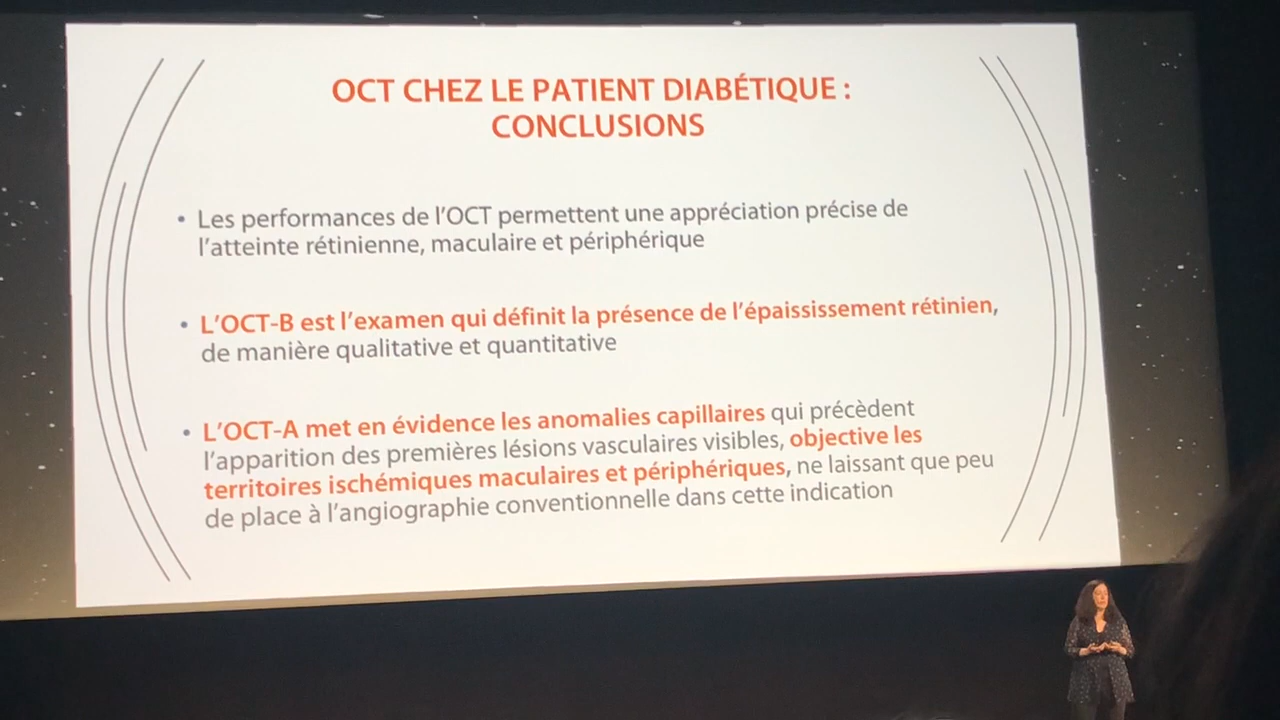 OCT CHEZ LE PATIENT DIABÉTIQUE :
CONCLUSIONS
• Les performances de l'OCT permettent une appréciation précise de
l'atteinte rétinienne, maculaire et périphérique
• L'OCT-B est l'examen qui définit la présence de l'épaississement rétinien,
de manière qualitative et quantitative
• L'OCT-A met en évidence les anomalies capillaires qui précèdent
l'apparition des premières lésions vasculaires visibles, objective les
territoires ischémiques maculaires et périphériques, ne laissant que peu
de place à l'angiographie conventionnelle dans cette indication